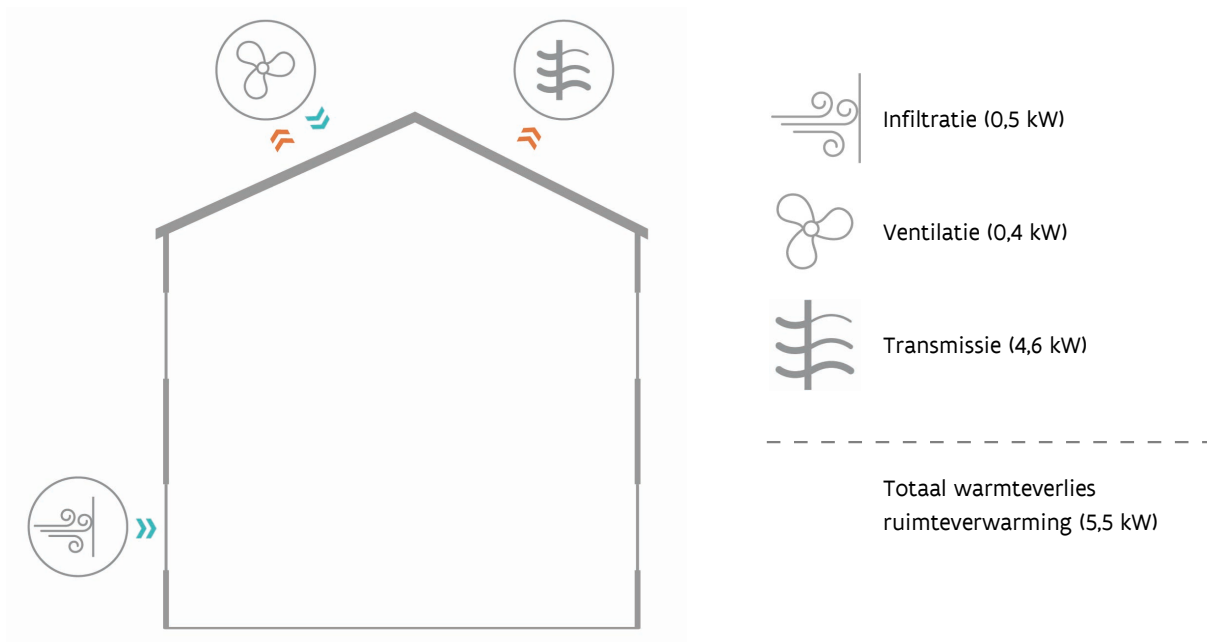 Infiltratie (0,5 kW)
Ventilatie (0,4 kW)
Transmissie (4,6 kW)
Totaal warmteverlies
ruimteverwarming (5,5 kW)